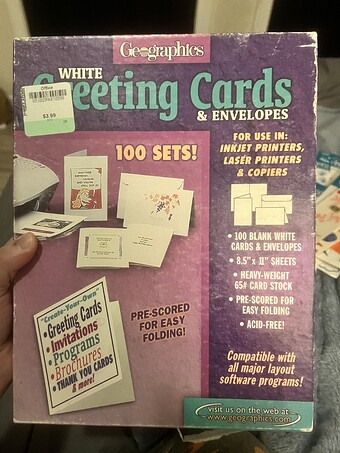 Geographics
WHITE
Greeting Cards
& ENVELOPES
Offline
$3.99
100 SETS!
FOR USE IN:
INKJET PRINTERS,
LASER PRINTERS
& COPIERS
• 100 BLANK WHITE
CARDS & ENVELOPES
• 8.5" x 11" SHEETS
• HEAVY-WEIGHT
65# CARD STOCK
• PRE-SCORED FOR
EASY FOLDING
• ACID-FREE!
PRE-SCORED
FOR EASY
FOLDING!
"Create-Your-Own"
• Greeting Cards
• Invitations
• Programs
• Brochures
• THANK YOU CARDS
& more!
Compatible with
all major layout
software programs!
visit us on the web at
www.geographics.com